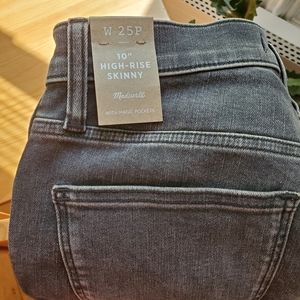 W 25P
10"
HIGH-RISE
SKINNY
Madewell
WITH MAGIC POCKETS